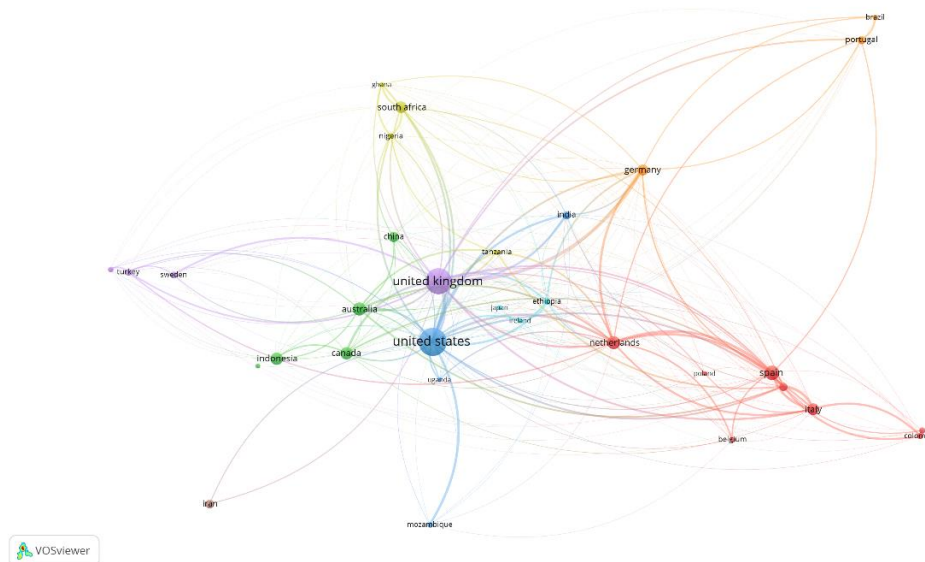 brazil
portugal
ghana
south africa
nigeria
germany
india
china
tanzania
turkey
sweden
united kingdom
ethiopia
japan
australia
ireland
united states
netherlands
canada
indonesia
spain
poland
uganda
italy
colom
belgium
iran
mozambique
VOSviewer